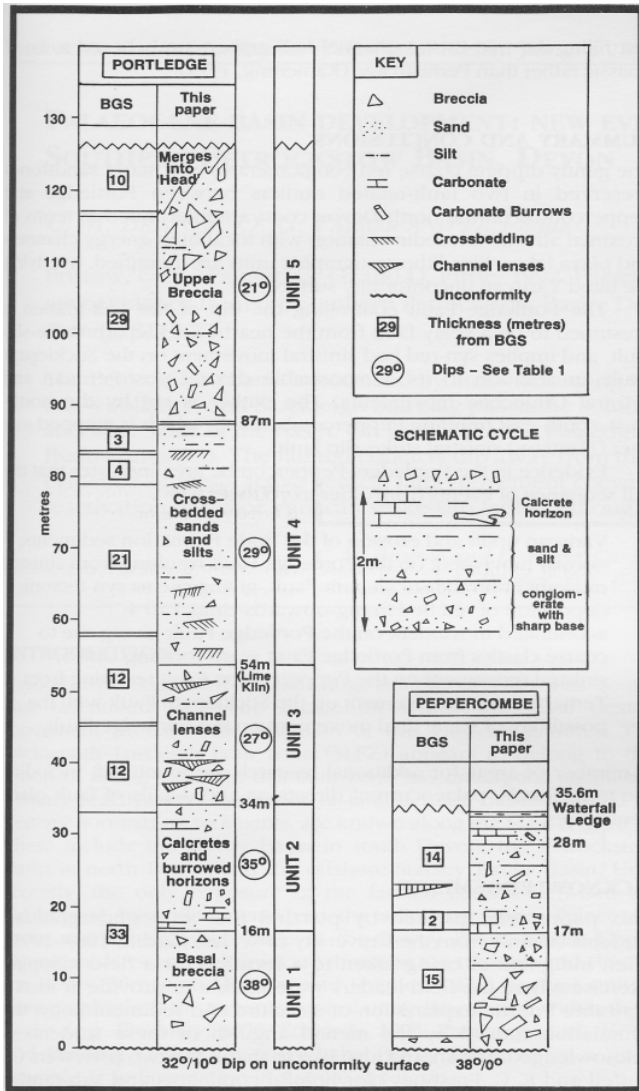 PORTLEDGE
BGS
This paper
130
120
110
100
90
80
metres
70
60
50
40
30
20
10
0
10
29
3
4
21
12
12
33
Merges into Head
Upper Breccia
87m
Cross bedded sands and silts
54m (Lime Kiln)
Channel lenses
34m
Calcretes and burrowed horizons
16m
Basal breccia
21°
29°
27°
35°
38°
UNIT 5
UNIT 4
UNIT 3
UNIT 2
UNIT 1
32°/10° Dip on unconformity surface
38°/0°
KEY
Breccia
Sand
Silt
Carbonate
Carbonate Burrows
Crossbedding
Channel lenses
Unconformity
29 Thickness (metres) from BGS
29° Dips – See Table 1
SCHEMATIC CYCLE
2m
Calcrete horizon
sand & silt
conglom-
erate with sharp base
PEPPERCOMBE
BGS
This paper
35.6m
Waterfall Ledge
28m
14
2
17m
15